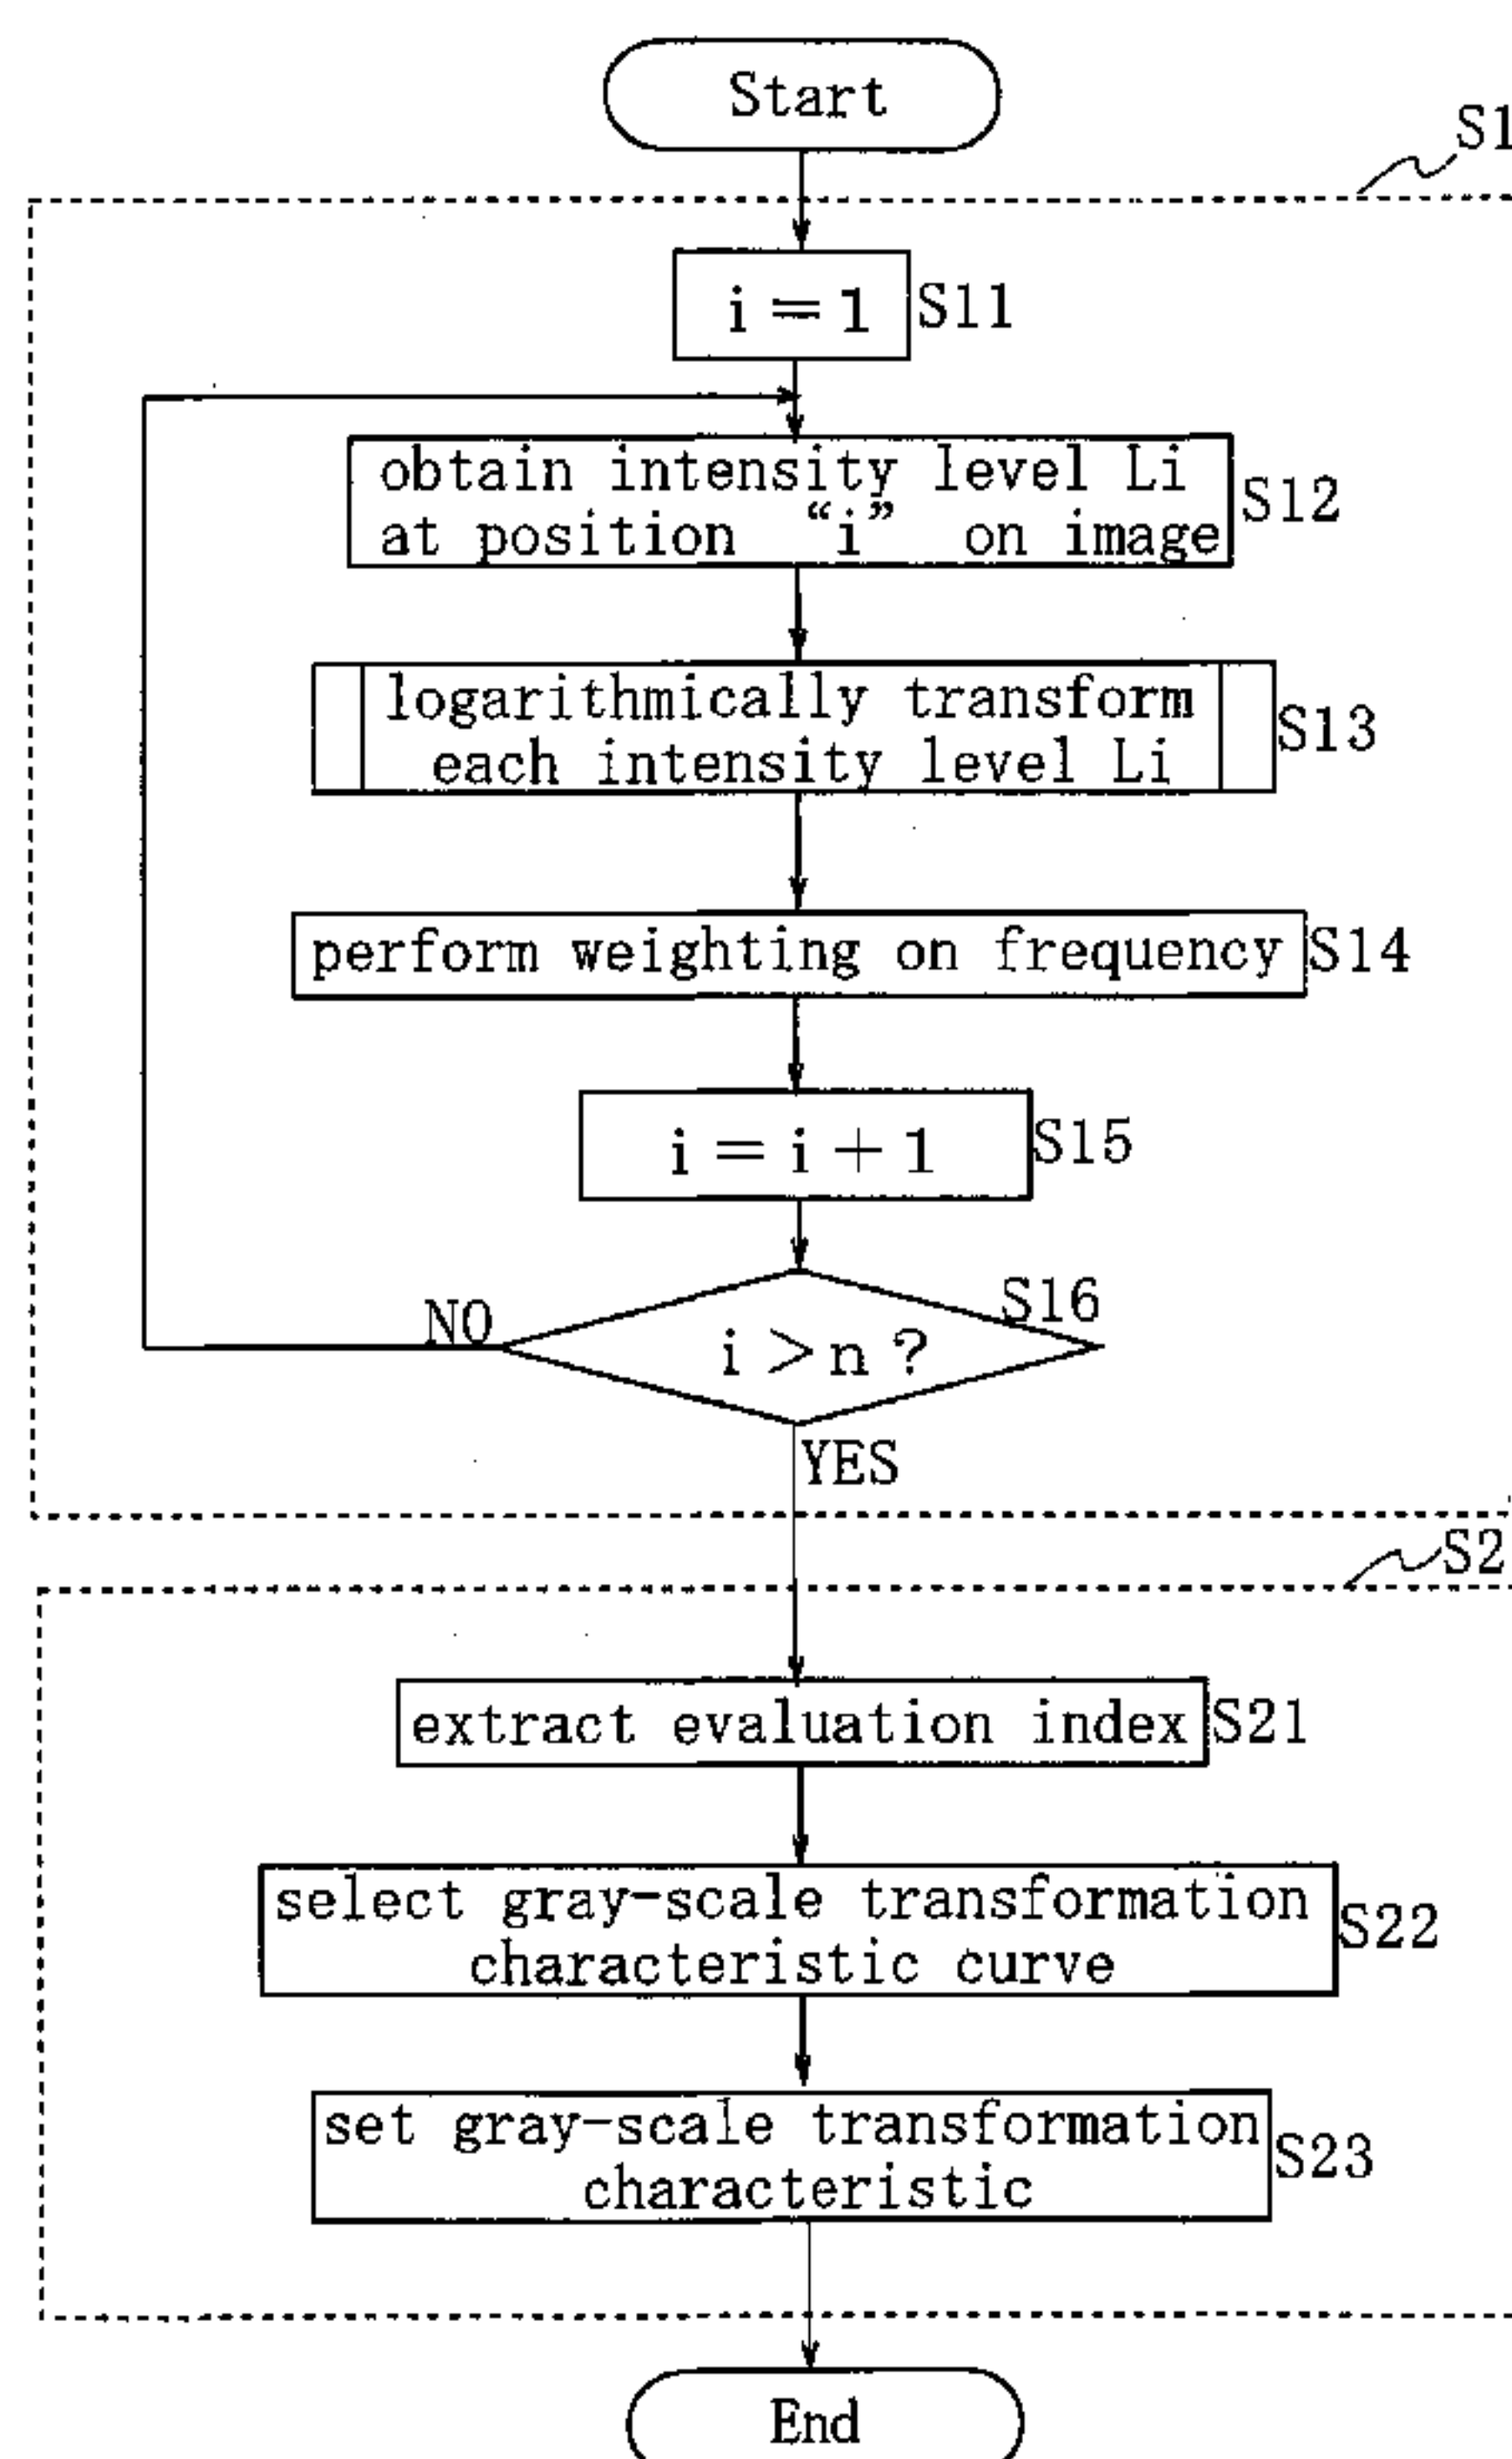 Start
S1
i=1
S11
obtain intensity level Li
at position “i” on image
S12
logarithmically transform
each intensity level Li
S13
perform weighting on frequency
S14
i=i+1
S15
S16
NO
i>n?
YES
S2
extract evaluation index
S21
select gray-scale transformation
characteristic curve
S22
set gray-scale transformation
characteristic
S23
End